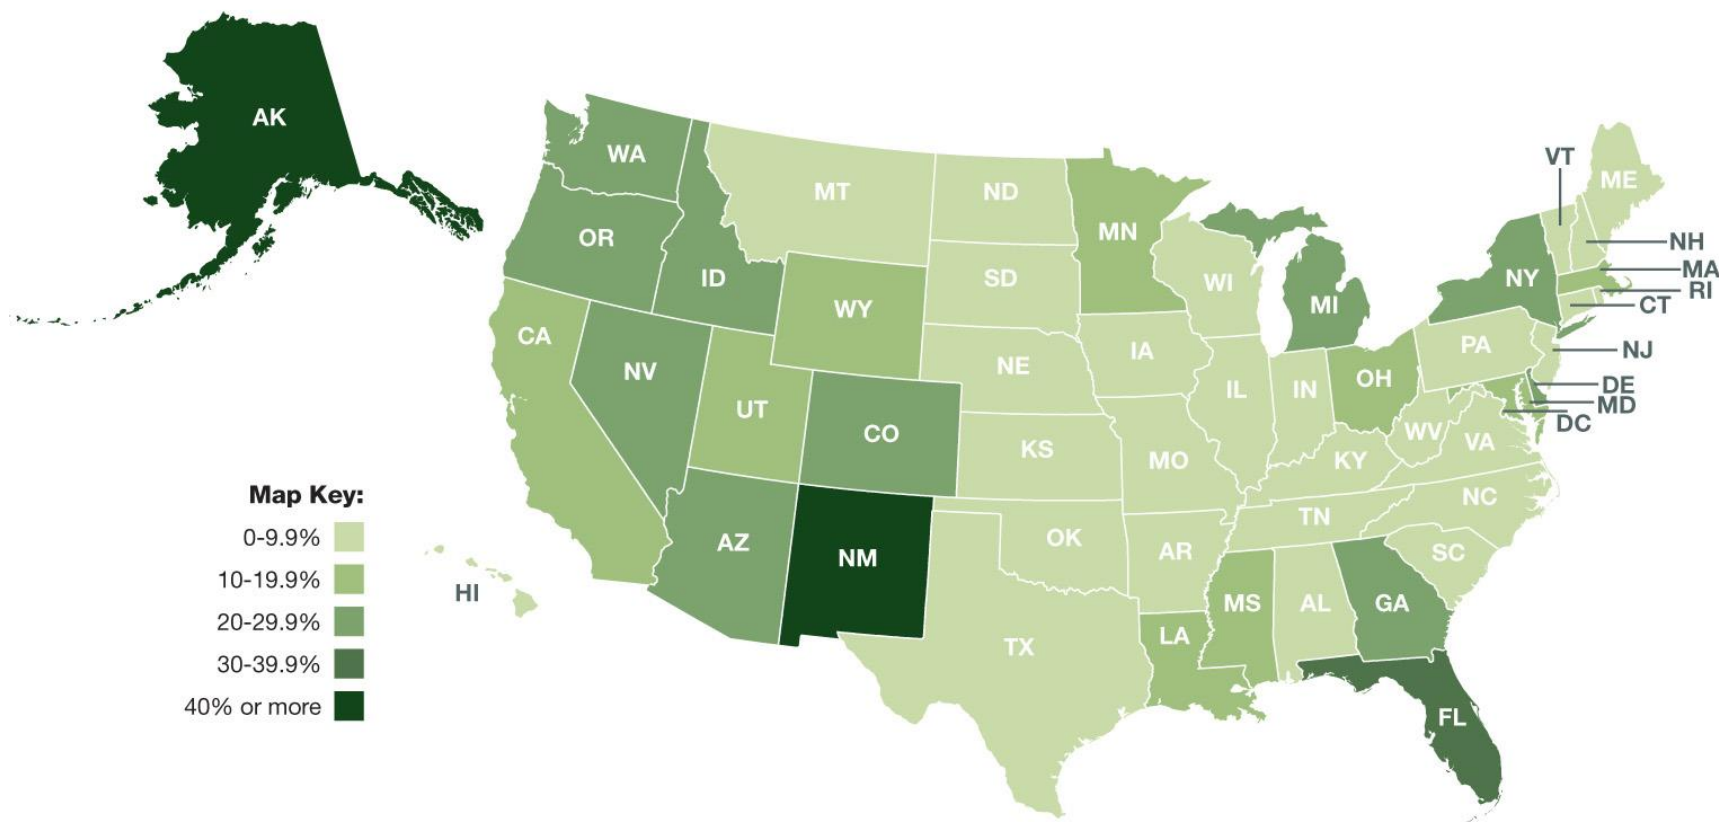 AK
WA
MT
ND
MN
OR
ID
SD
WI
MI
NY
VT
ME
NH
MA
RI
CT
CA
NV
WY
UT
CO
NE
IA
IL
IN
OH
PA
NJ
DE
MD
DC
WV
VA
KS
MO
KY
NC
TN
AZ
NM
OK
AR
SC
MS
AL
GA
TX
LA
FL
HI
Map Key:
0-9.9%
10-19.9%
20-29.9%
30-39.9%
40% or more